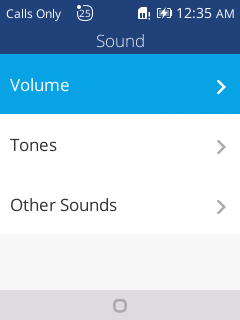 Calls Only 25 12:35 AM
Sound
Volume
Tones
Other Sounds